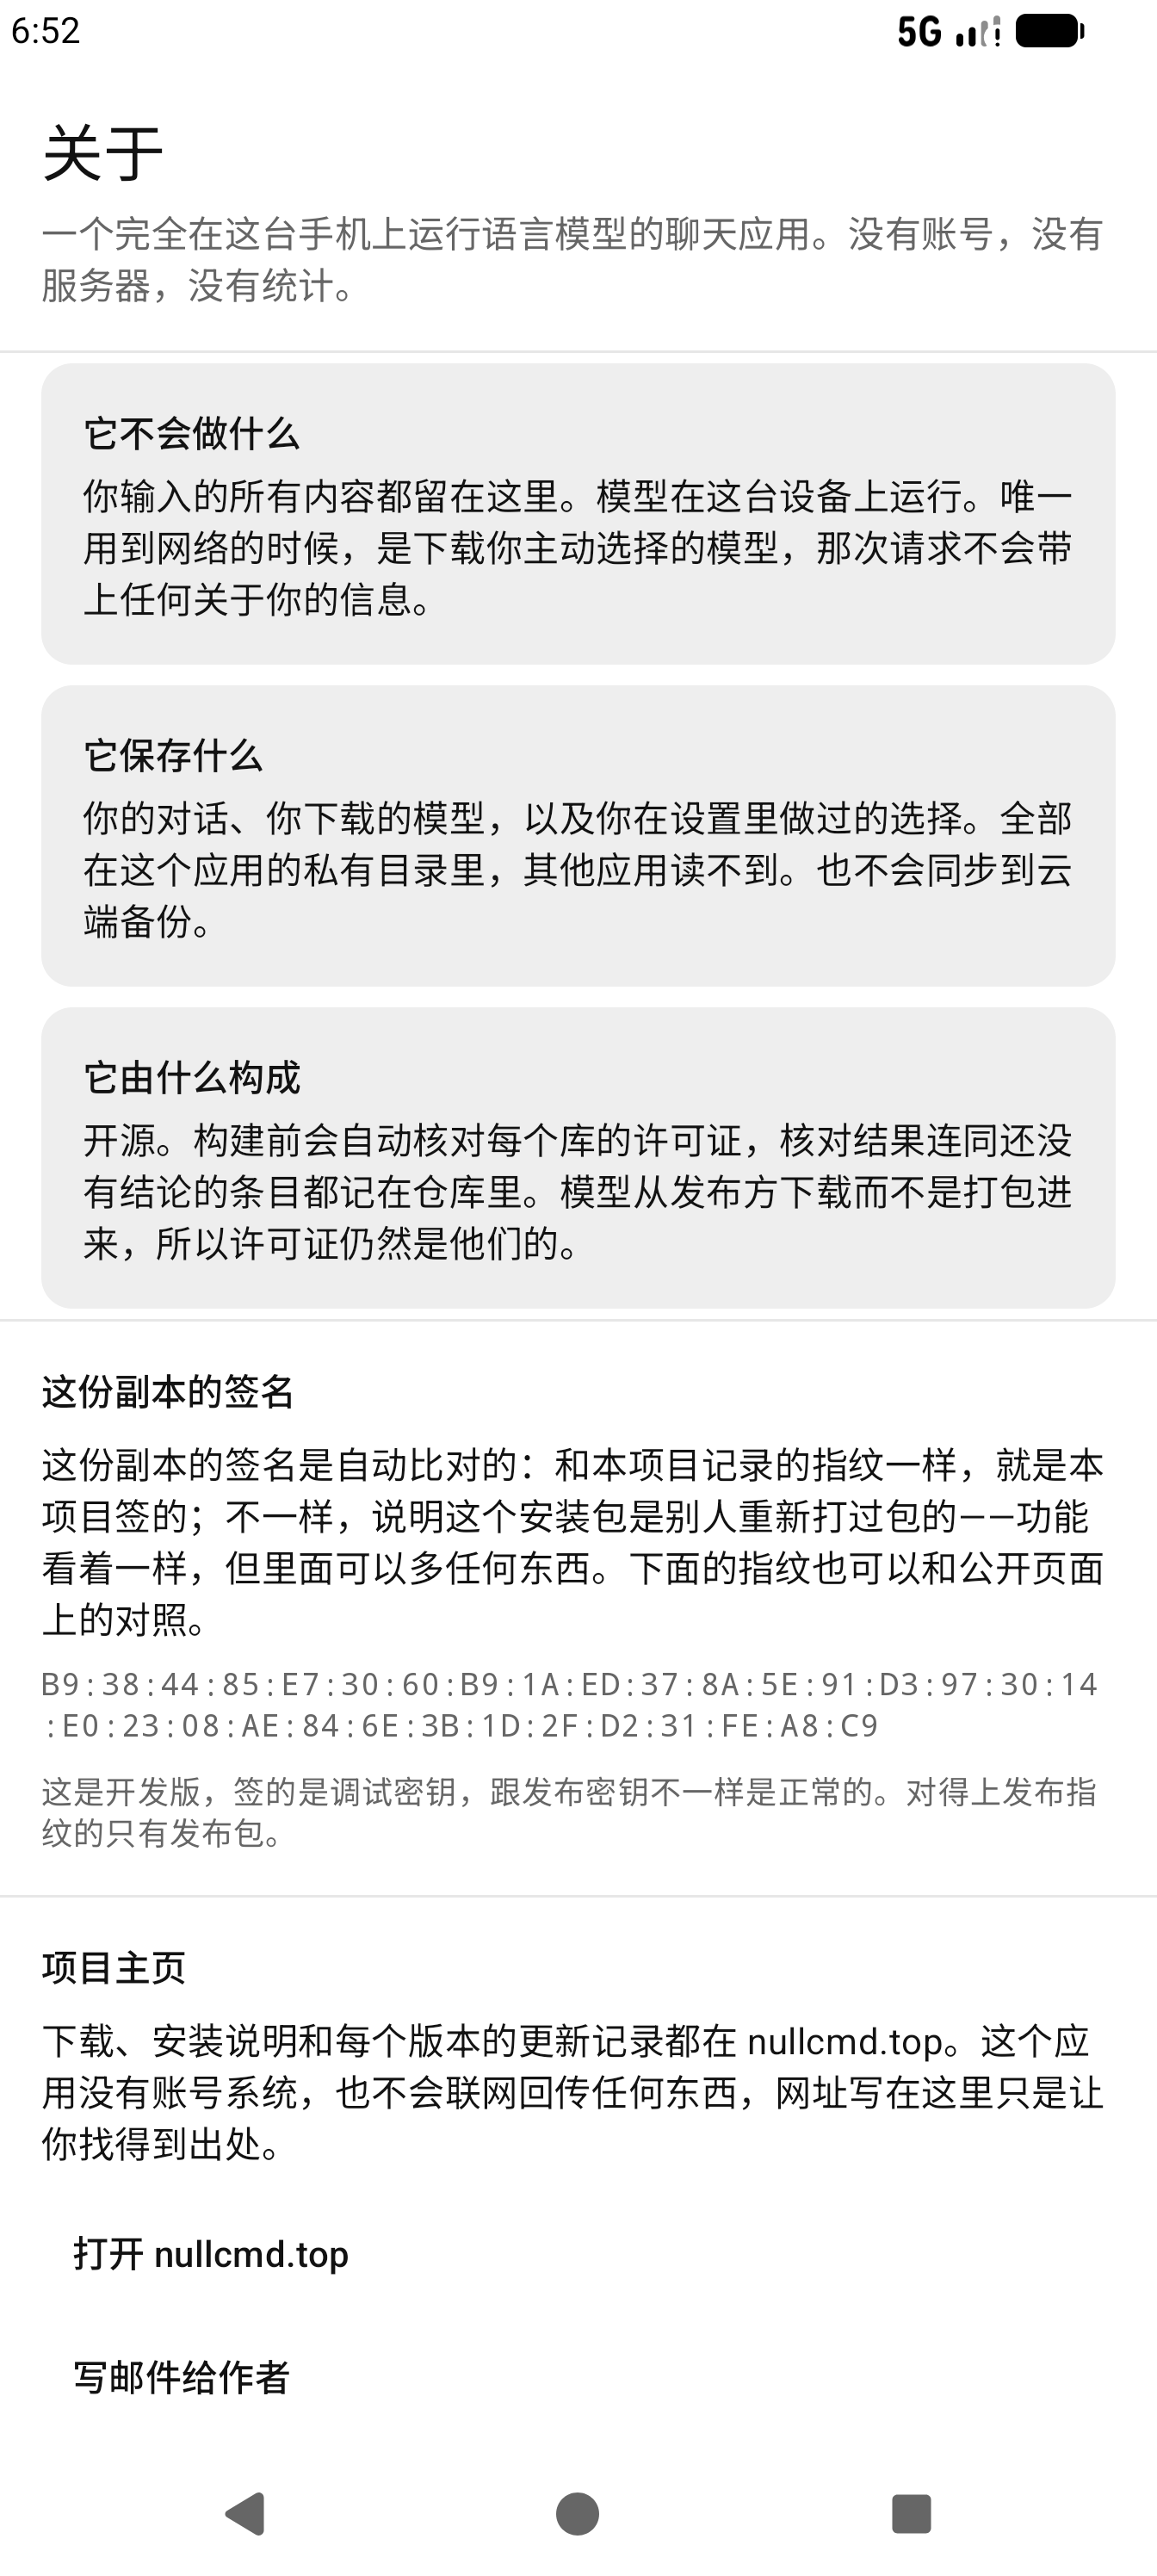 6:52
5G
关于
一个完全在这台手机上运行语言模型的聊天应用。没有账号，没有
服务器，没有统计。
它不会做什么
你输入的所有内容都留在这里。模型在这台设备上运行。唯一
用到网络的时候，是下载你主动选择的模型，那次请求不会带
上任何关于你的信息。
它保存什么
你的对话、你下载的模型，以及你在设置里做过的选择。全部
在这个应用的私有目录里，其他应用读不到。也不会同步到云
端备份。
它由什么构成
开源。构建前会自动核对每个库的许可证，核对结果连同还没
有结论的条目都记在仓库里。模型从发布方下载而不是打包进
来，所以许可证仍然是他们的。
这份副本的签名
这份副本的签名是自动比对的：和本项目记录的指纹一样，就是本
项目签的；不一样，说明这个安装包是别人重新打过包的——功能
看着一样，但里面可以多任何东西。下面的指纹也可以和公开页面
上的对照。
B9:38:44:85:E7:30:60:B9:1A:ED:37:8A:5E:91:D3:97:30:14
:E0:23:08:AE:84:6E:3B:1D:2F:D2:31:FE:A8:C9
这是开发版，签的是调试密钥，跟发布密钥不一样是正常的。对得上发布指
纹的只有发布包。
项目主页
下载、安装说明和每个版本的更新记录都在 nullcmd.top。这个应
用没有账号系统，也不会联网回传任何东西，网址写在这里只是让
你找得到出处。
打开 nullcmd.top
写邮件给作者